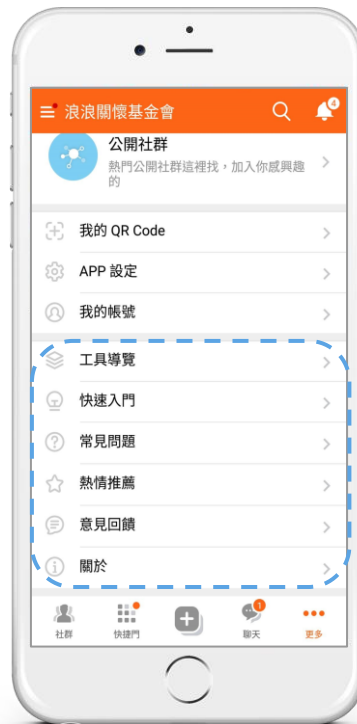 浪浪關懷基金會
4
公開社群
熱門公開社群這裡找，加入你感興趣
的
我的 QR Code
APP 設定
我的帳號
工具導覽
快速入門
常見問題
熱情推薦
意見回饋
關於
1
社群
快捷門
聊天
更多